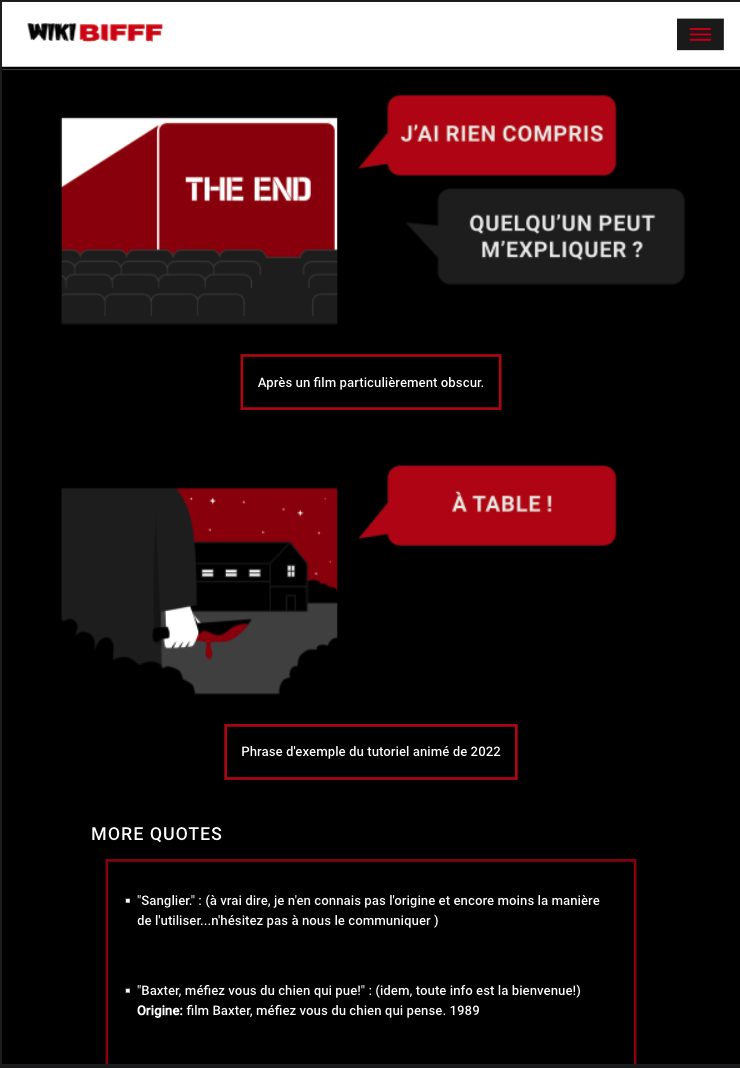 WIKI BIFFF
J’AI RIEN COMPRIS
THE END
QUELQU’UN PEUT
M’EXPLIQUER ?
Après un film particulièrement obscur.
À TABLE !
Phrase d'exemple du tutoriel animé de 2022
MORE QUOTES
"Sanglier." : (à vrai dire, je n'en connais pas l'origine et encore moins la manière
de l'utiliser...n'hésitez pas à nous le communiquer )
"Baxter, méfiez vous du chien qui pue!" : (idem, toute info est la bienvenue!)
Origine: film Baxter, méfiez vous du chien qui pense. 1989